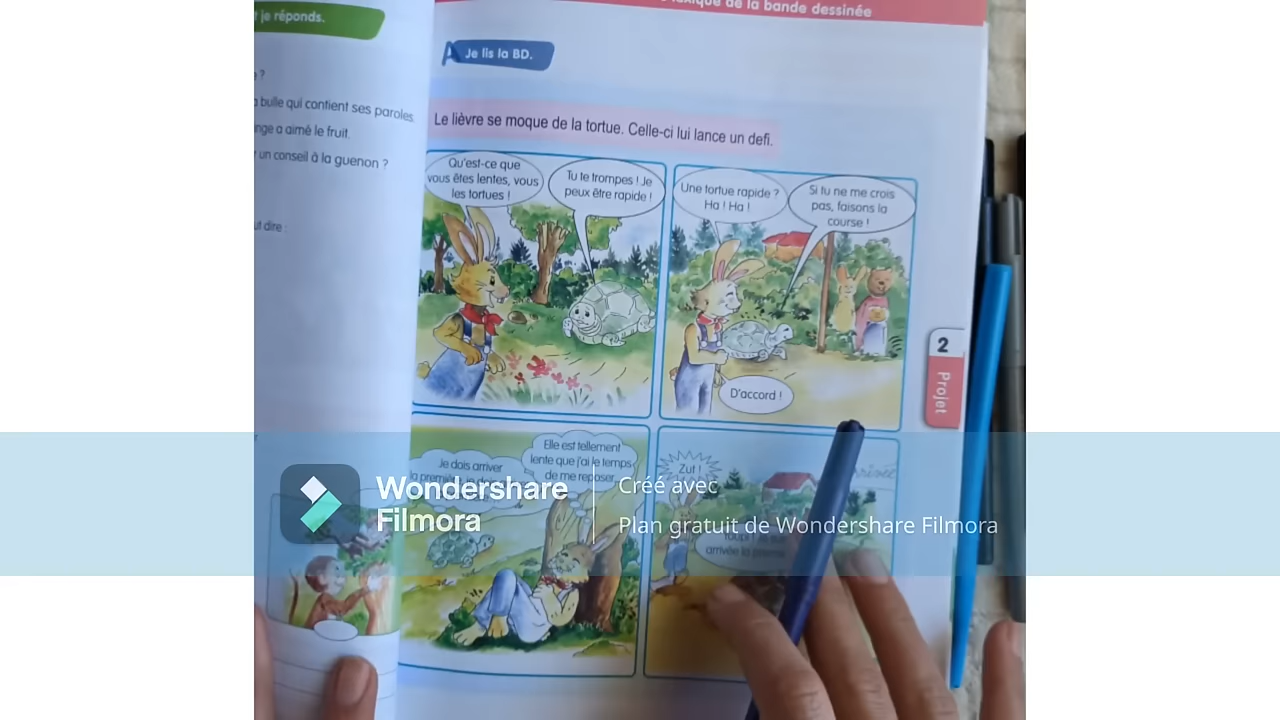 je réponds.
?
bulle qui contient ses paroles.
a aimé le fruit.
un conseil à la guenon ?
dire :
de la bande dessinée
A Je lis la BD.
Le lièvre se moque de la tortue. Celle-ci lui lance un defi.
Qu'est-ce que
vous êtes lentes, vous
les tortues !
Tu te trompes ! Je
peux être rapide !
Une tortue rapide ?
Ha ! Ha !
Si tu ne me crois
pas, faisons la
course !
D'accord !
2
Projet
Je dois arriver
la
Elle est tellement
lente que j'ai le temps
de me reposer
Zut !
arrivée la
Wondershare
Filmora
Créé avec
Plan gratuit de Wondershare Filmora